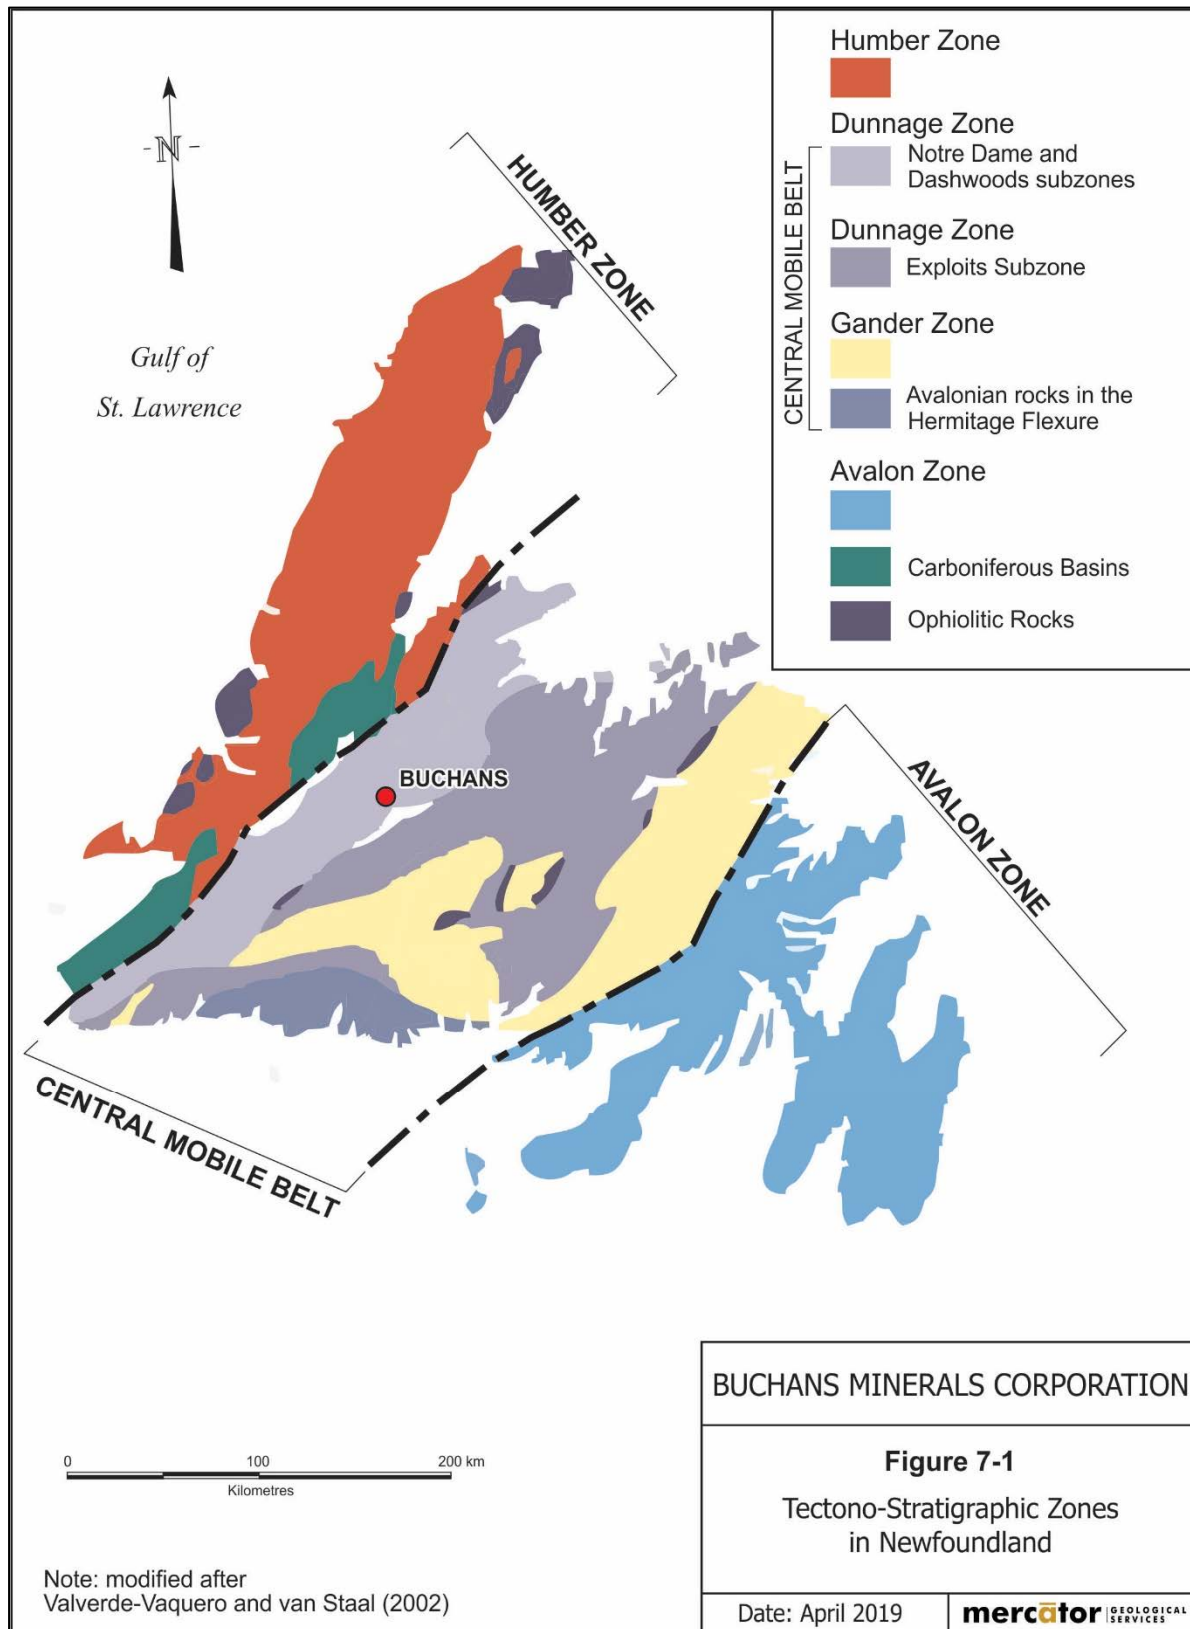 Humber Zone
Dunnage Zone
Notre Dame and
Dashwoods subzones
Dunnage Zone
Exploits Subzone
Gander Zone
Avalonian rocks in the
Hermitage Flexure
CENTRAL MOBILE BELT
Avalon Zone
Carboniferous Basins
Ophiolitic Rocks
N
HUMBER ZONE
Gulf of
St. Lawrence
BUCHANS
AVALON ZONE
CENTRAL MOBILE BELT
0 100 200 km
Kilometres
Note: modified after
Valverde-Vaquero and van Staal (2002)
BUCHANS MINERALS CORPORATION
Figure 7-1
Tectono-Stratigraphic Zones
in Newfoundland
Date: April 2019
mercātor GEOLOGICAL
SERVICES